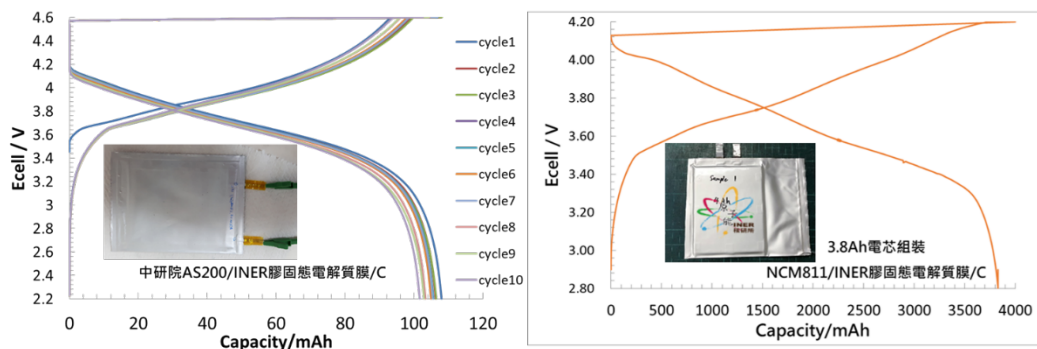 4.6
4.4
4.2
4.0
3.8
3.6
3.4
3.2
3.0
2.8
2.6
2.4
2.2
Ecell / V
0
20
40
60
80
100
120
Capacity/mAh
cycle1
cycle2
cycle3
cycle4
cycle5
cycle6
cycle7
cycle8
cycle9
cycle10
中研院AS200/INER膠固態電解質膜/C
4.20
4.00
3.80
3.60
3.40
3.20
3.00
2.80
Ecell / V
0
500
1000
1500
2000
2500
3000
3500
4000
Capacity/mAh
Sample 1
INER
3.8Ah電芯組裝
NCM811/INER膠固態電解質膜/C